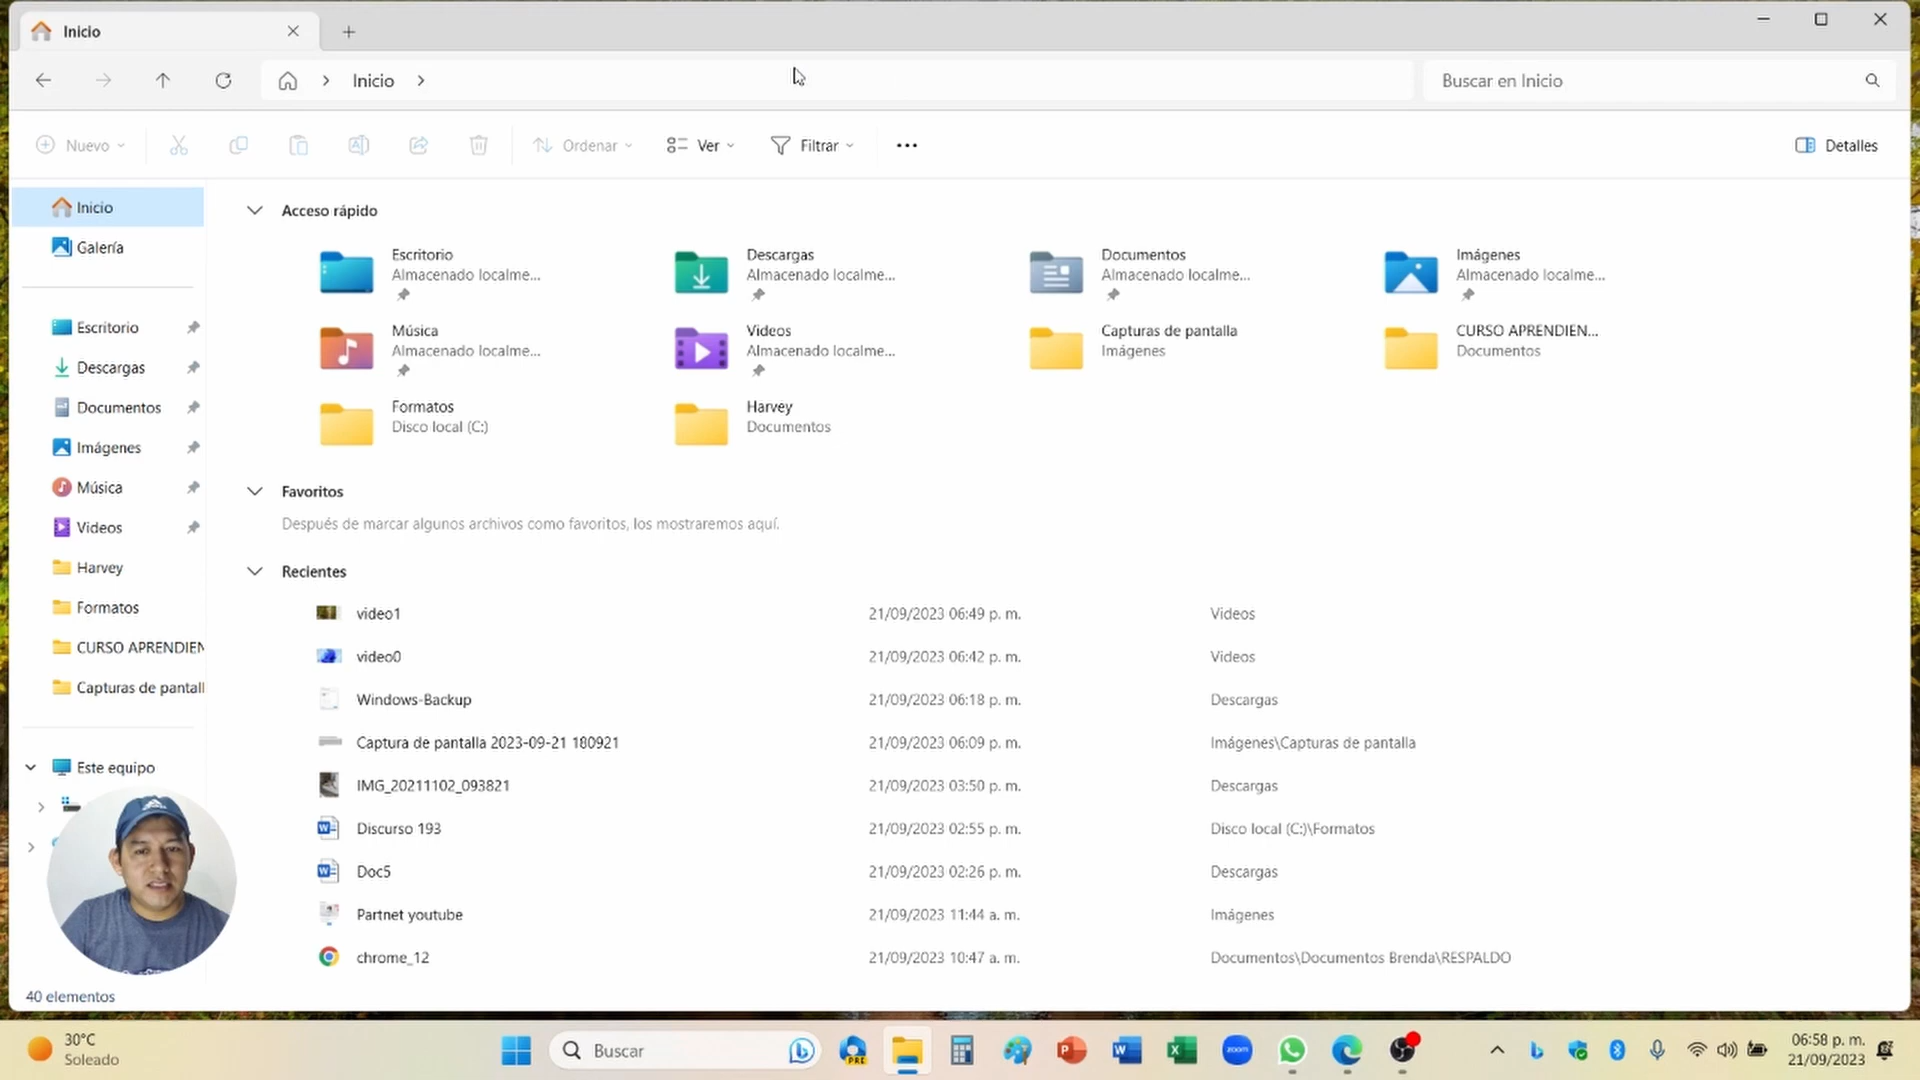 Inicio
Inicio
Buscar en Inicio
Nuevo
Ordenar
Ver
Filtrar
Detalles
Inicio
Galería
Escritorio
Descargas
Documentos
Imágenes
Música
Videos
Harvey
Formatos
CURSO APRENDIEN
Capturas de pantall
Este equipo
Acceso rápido
Escritorio
Almacenado localme...
Descargas
Almacenado localme...
Documentos
Almacenado localme...
Imágenes
Almacenado localme...
Música
Almacenado localme...
Videos
Almacenado localme...
Capturas de pantalla
Imágenes
CURSO APRENDIEN...
Documentos
Formatos
Disco local (C:)
Harvey
Documentos
Favoritos
Después de marcar algunos archivos como favoritos, los mostraremos aquí.
Recientes
video1 21/09/2023 06:49 p. m. Videos
video0 21/09/2023 06:42 p. m. Videos
Windows-Backup 21/09/2023 06:18 p. m. Descargas
Captura de pantalla 2023-09-21 180921 21/09/2023 06:09 p. m. Imágenes\Capturas de pantalla
IMG_20211102_093821 21/09/2023 03:50 p. m. Descargas
Discurso 193 21/09/2023 02:55 p. m. Disco local (C:)\Formatos
Doc5 21/09/2023 02:26 p. m. Descargas
Partnet youtube 21/09/2023 11:44 a. m. Imágenes
chrome_12 21/09/2023 10:47 a. m. Documentos\Documentos Brenda\RESPALDO
40 elementos
30°C
Soleado
Buscar
PRE
zoom
06:58 p. m.
21/09/2023